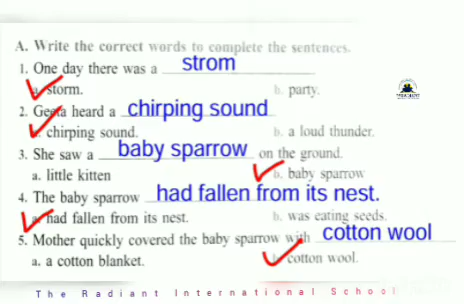 A. Write the correct words to complete the sentences.
1. One day there was a strom
a. storm. b. party.
2. Geeta heard a chirping sound
chirping sound. b. a loud thunder.
3. She saw a baby sparrow on the ground.
a. little kitten b. baby sparrow
4. The baby sparrow had fallen from its nest.
a. had fallen from its nest. b. was eating seeds.
5. Mother quickly covered the baby sparrow with cotton wool
a. a cotton blanket. cotton wool.
The Radiant International School